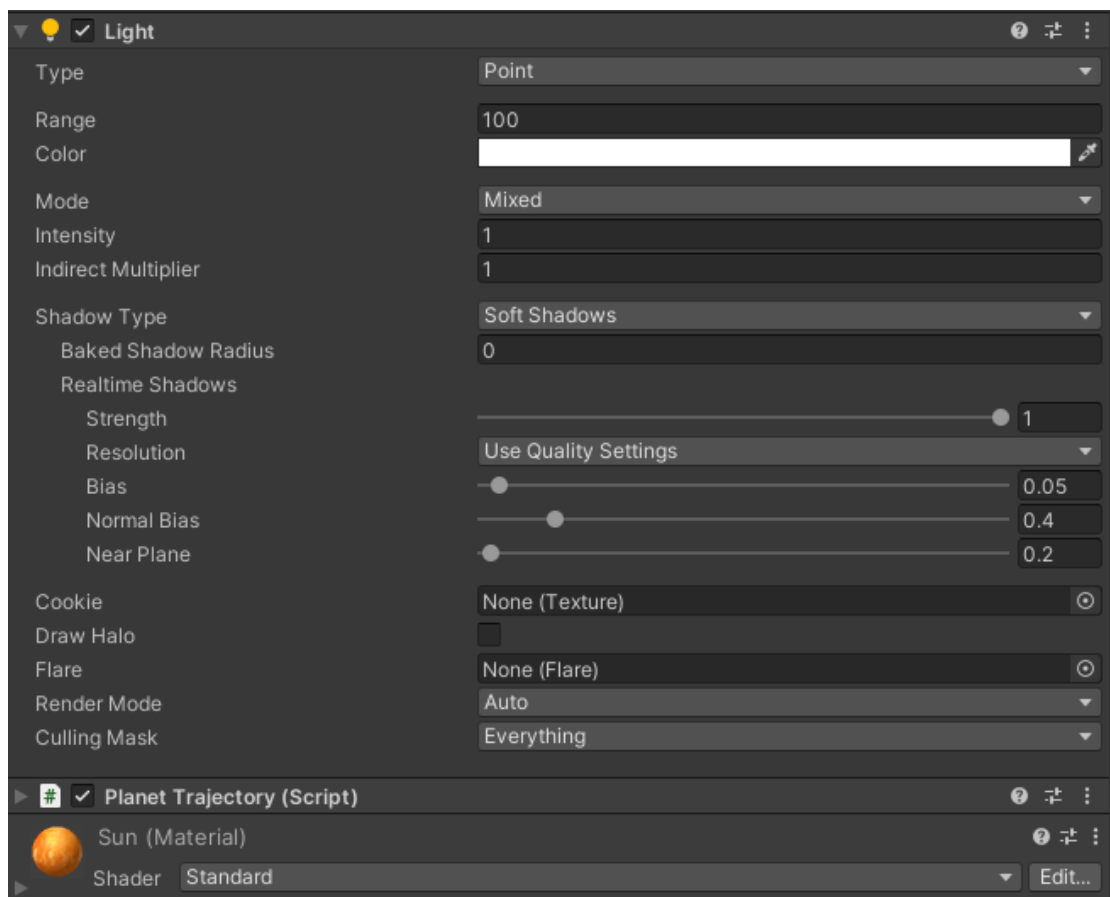 Light
Type Point
Range 100
Color
Mode Mixed
Intensity 1
Indirect Multiplier 1
Shadow Type Soft Shadows
Baked Shadow Radius 0
Realtime Shadows
Strength 1
Resolution Use Quality Settings
Bias 0.05
Normal Bias 0.4
Near Plane 0.2
Cookie None (Texture)
Draw Halo
Flare None (Flare)
Render Mode Auto
Culling Mask Everything
# Planet Trajectory (Script)
Sun (Material)
Shader Standard Edit...